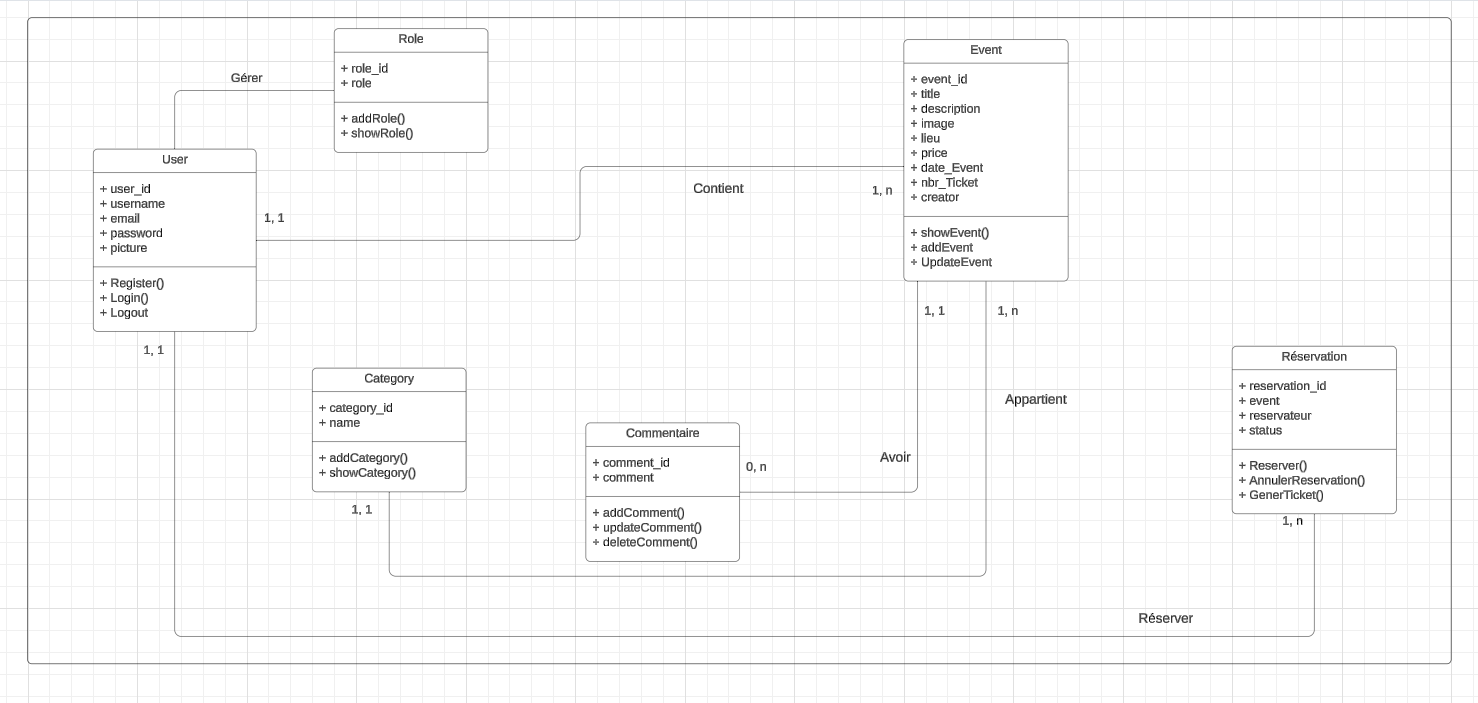 Role
+ role_id
+ role
+ addRole()
+ showRole()
Gérer
User
+ user_id
+ username
+ email
+ password
+ picture
+ Register()
+ Login()
+ Logout
1, 1
1, 1
Contient
1, n
Event
+ event_id
+ title
+ description
+ image
+ lieu
+ price
+ date_Event
+ nbr_Ticket
+ creator
+ showEvent()
+ addEvent
+ UpdateEvent
1, 1
1, n
Category
+ category_id
+ name
+ addCategory()
+ showCategory()
1, 1
Commentaire
+ comment_id
+ comment
+ addComment()
+ updateComment()
+ deleteComment()
0, n
Avoir
Appartient
Réservation
+ reservation_id
+ event
+ reservateur
+ status
+ Reserver()
+ AnnulerReservation()
+ GenerTicket()
1, n
Réserver